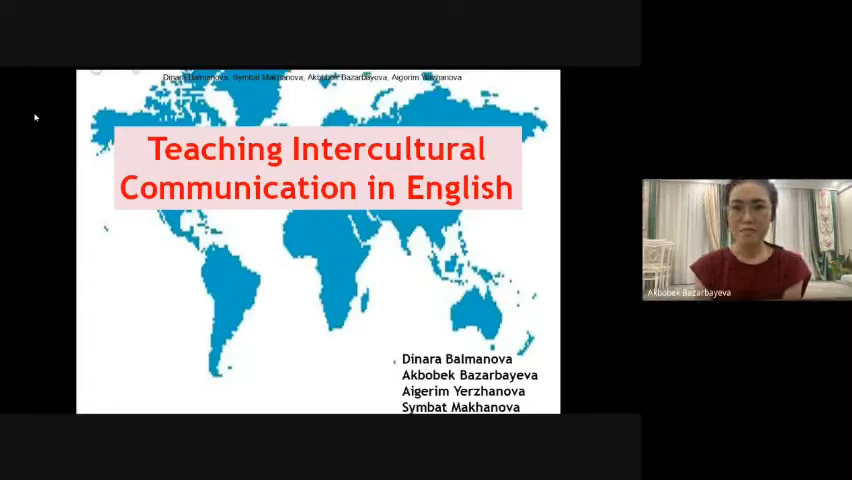 Dinara Balmanova, Symbat Makhanova, Akbobek Bazarbayeva, Aigerim Yerzhanova
Teaching Intercultural
Communication in English
Akbobek Bazarbayeva
Dinara Balmanova
Akbobek Bazarbayeva
Aigerim Yerzhanova
Symbat Makhanova